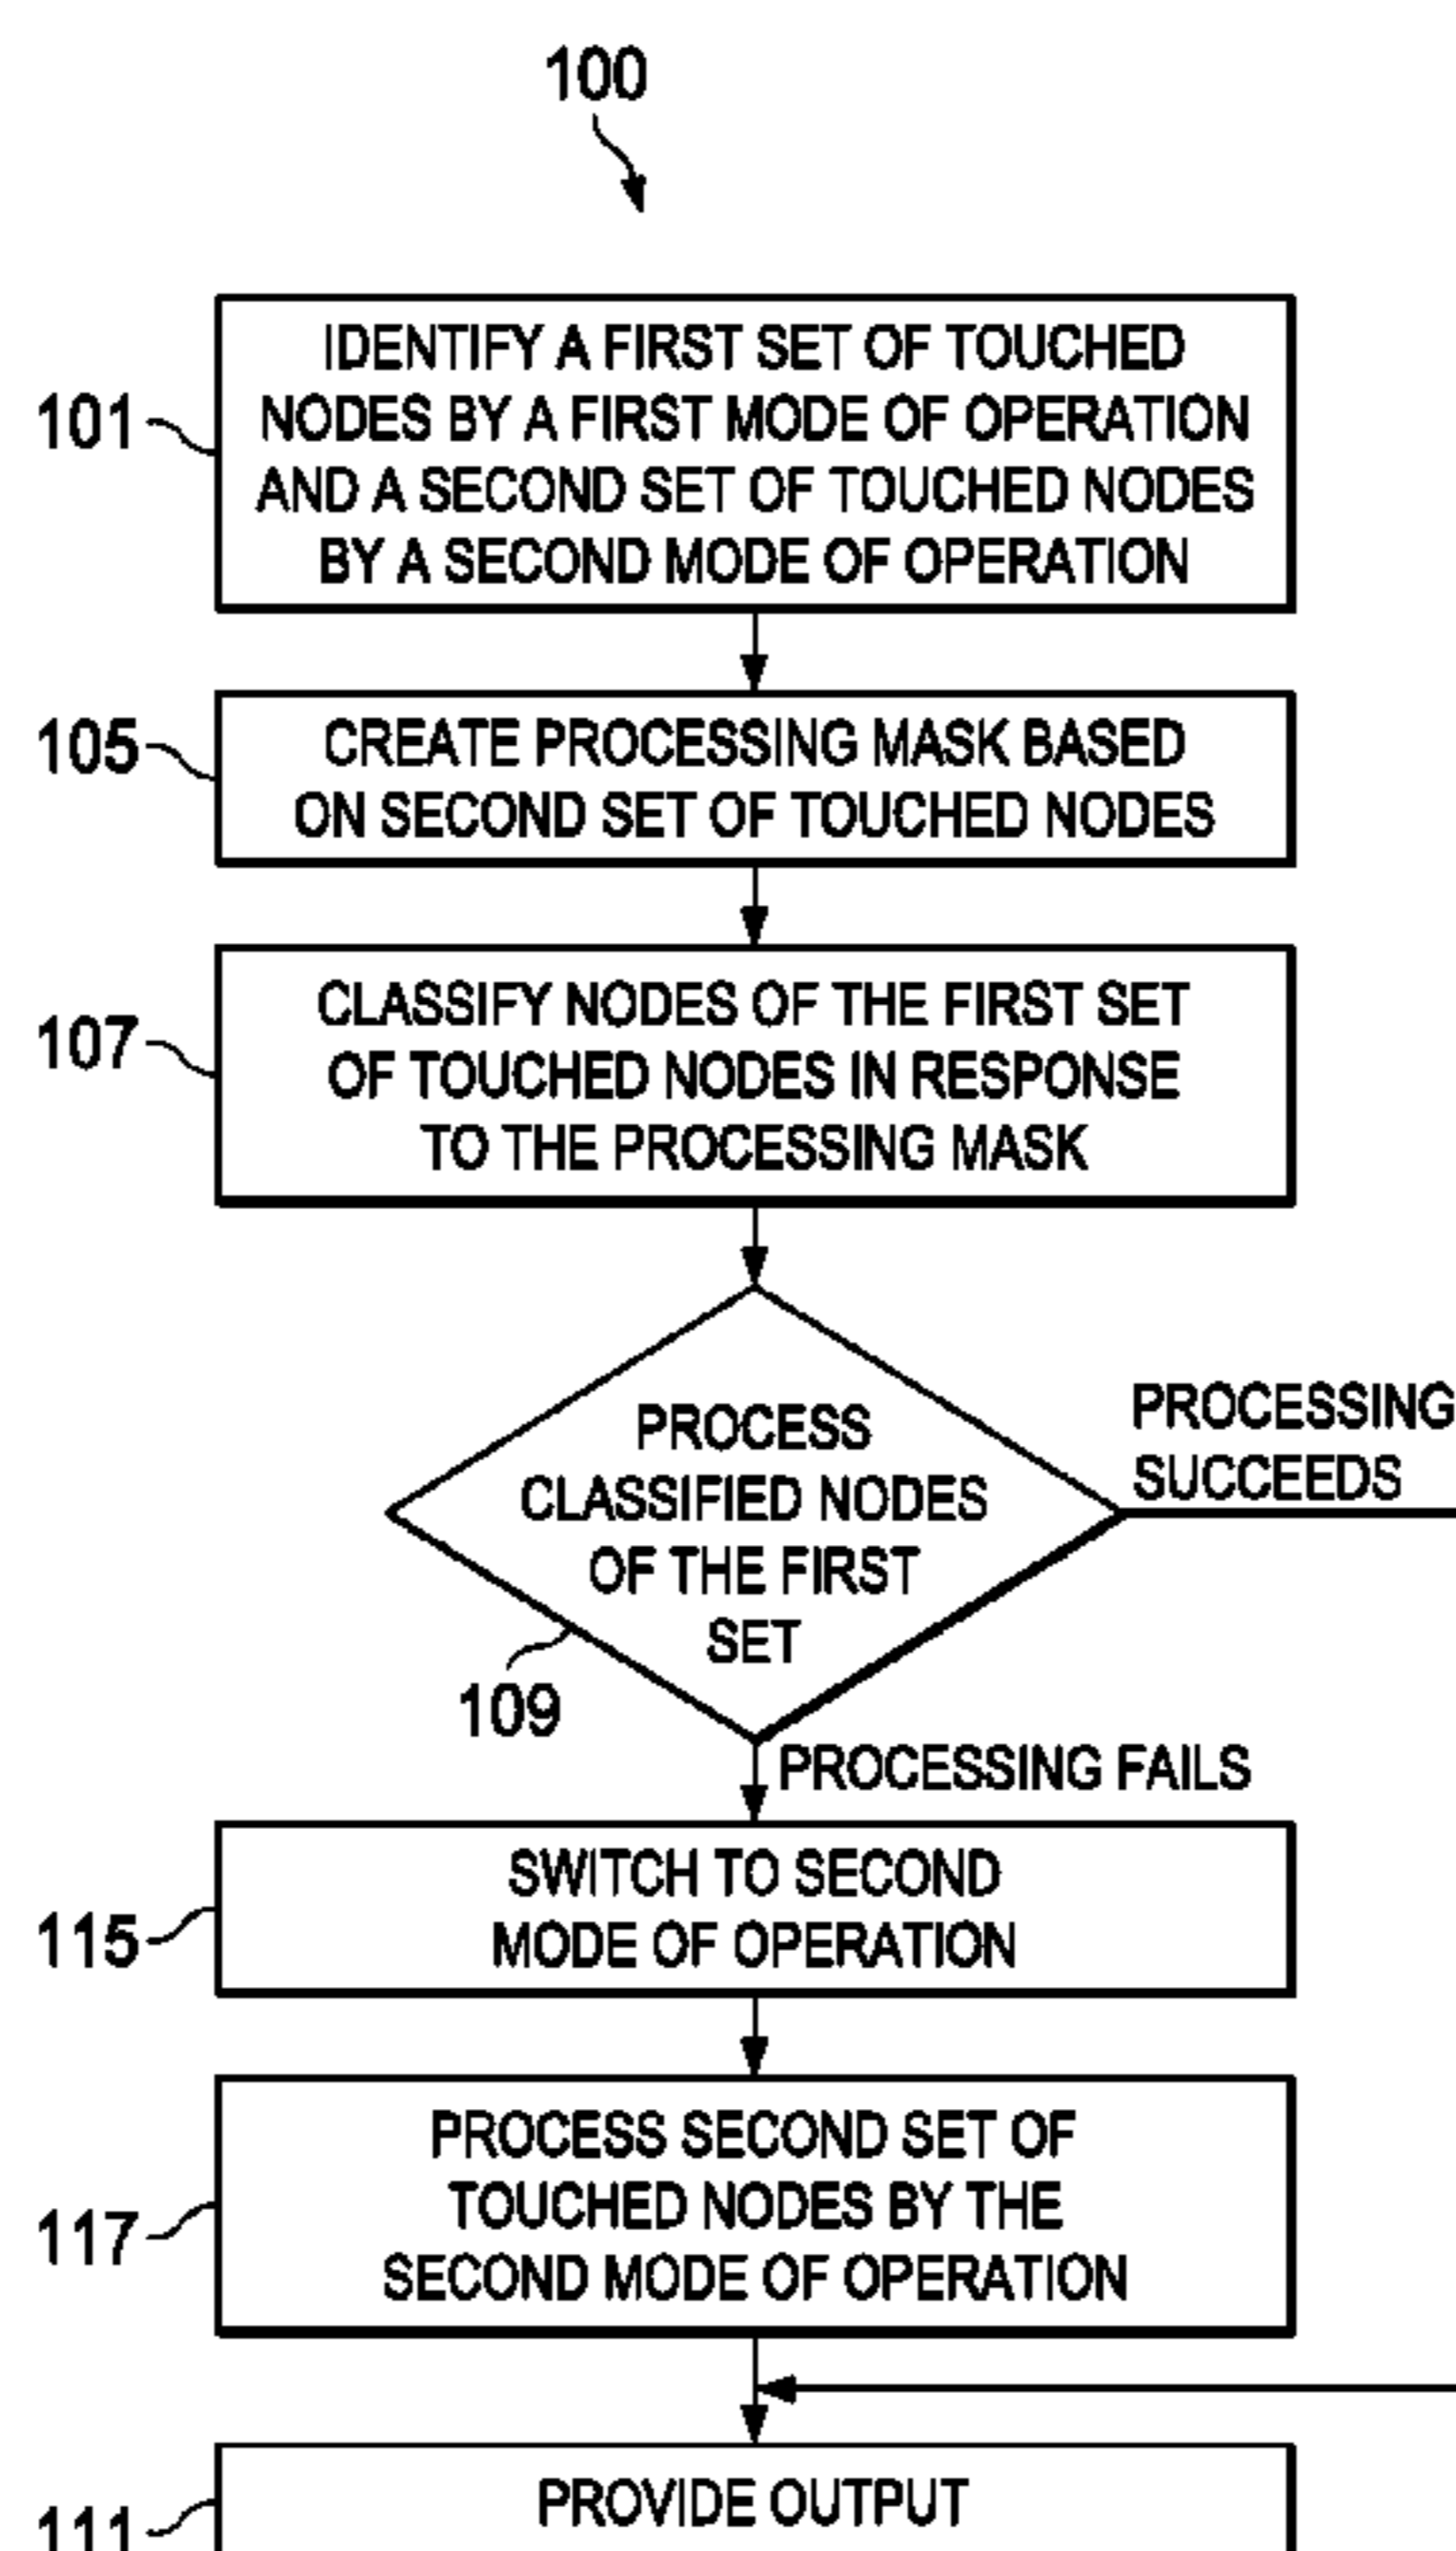 100
101
IDENTIFY A FIRST SET OF TOUCHED
NODES BY A FIRST MODE OF OPERATION
AND A SECOND SET OF TOUCHED NODES
BY A SECOND MODE OF OPERATION
105
CREATE PROCESSING MASK BASED
ON SECOND SET OF TOUCHED NODES
107
CLASSIFY NODES OF THE FIRST SET
OF TOUCHED NODES IN RESPONSE
TO THE PROCESSING MASK
PROCESS
CLASSIFIED NODES
OF THE FIRST
SET
109
PROCESSING
SUCCEEDS
PROCESSING FAILS
115
SWITCH TO SECOND
MODE OF OPERATION
117
PROCESS SECOND SET OF
TOUCHED NODES BY THE
SECOND MODE OF OPERATION
111
PROVIDE OUTPUT